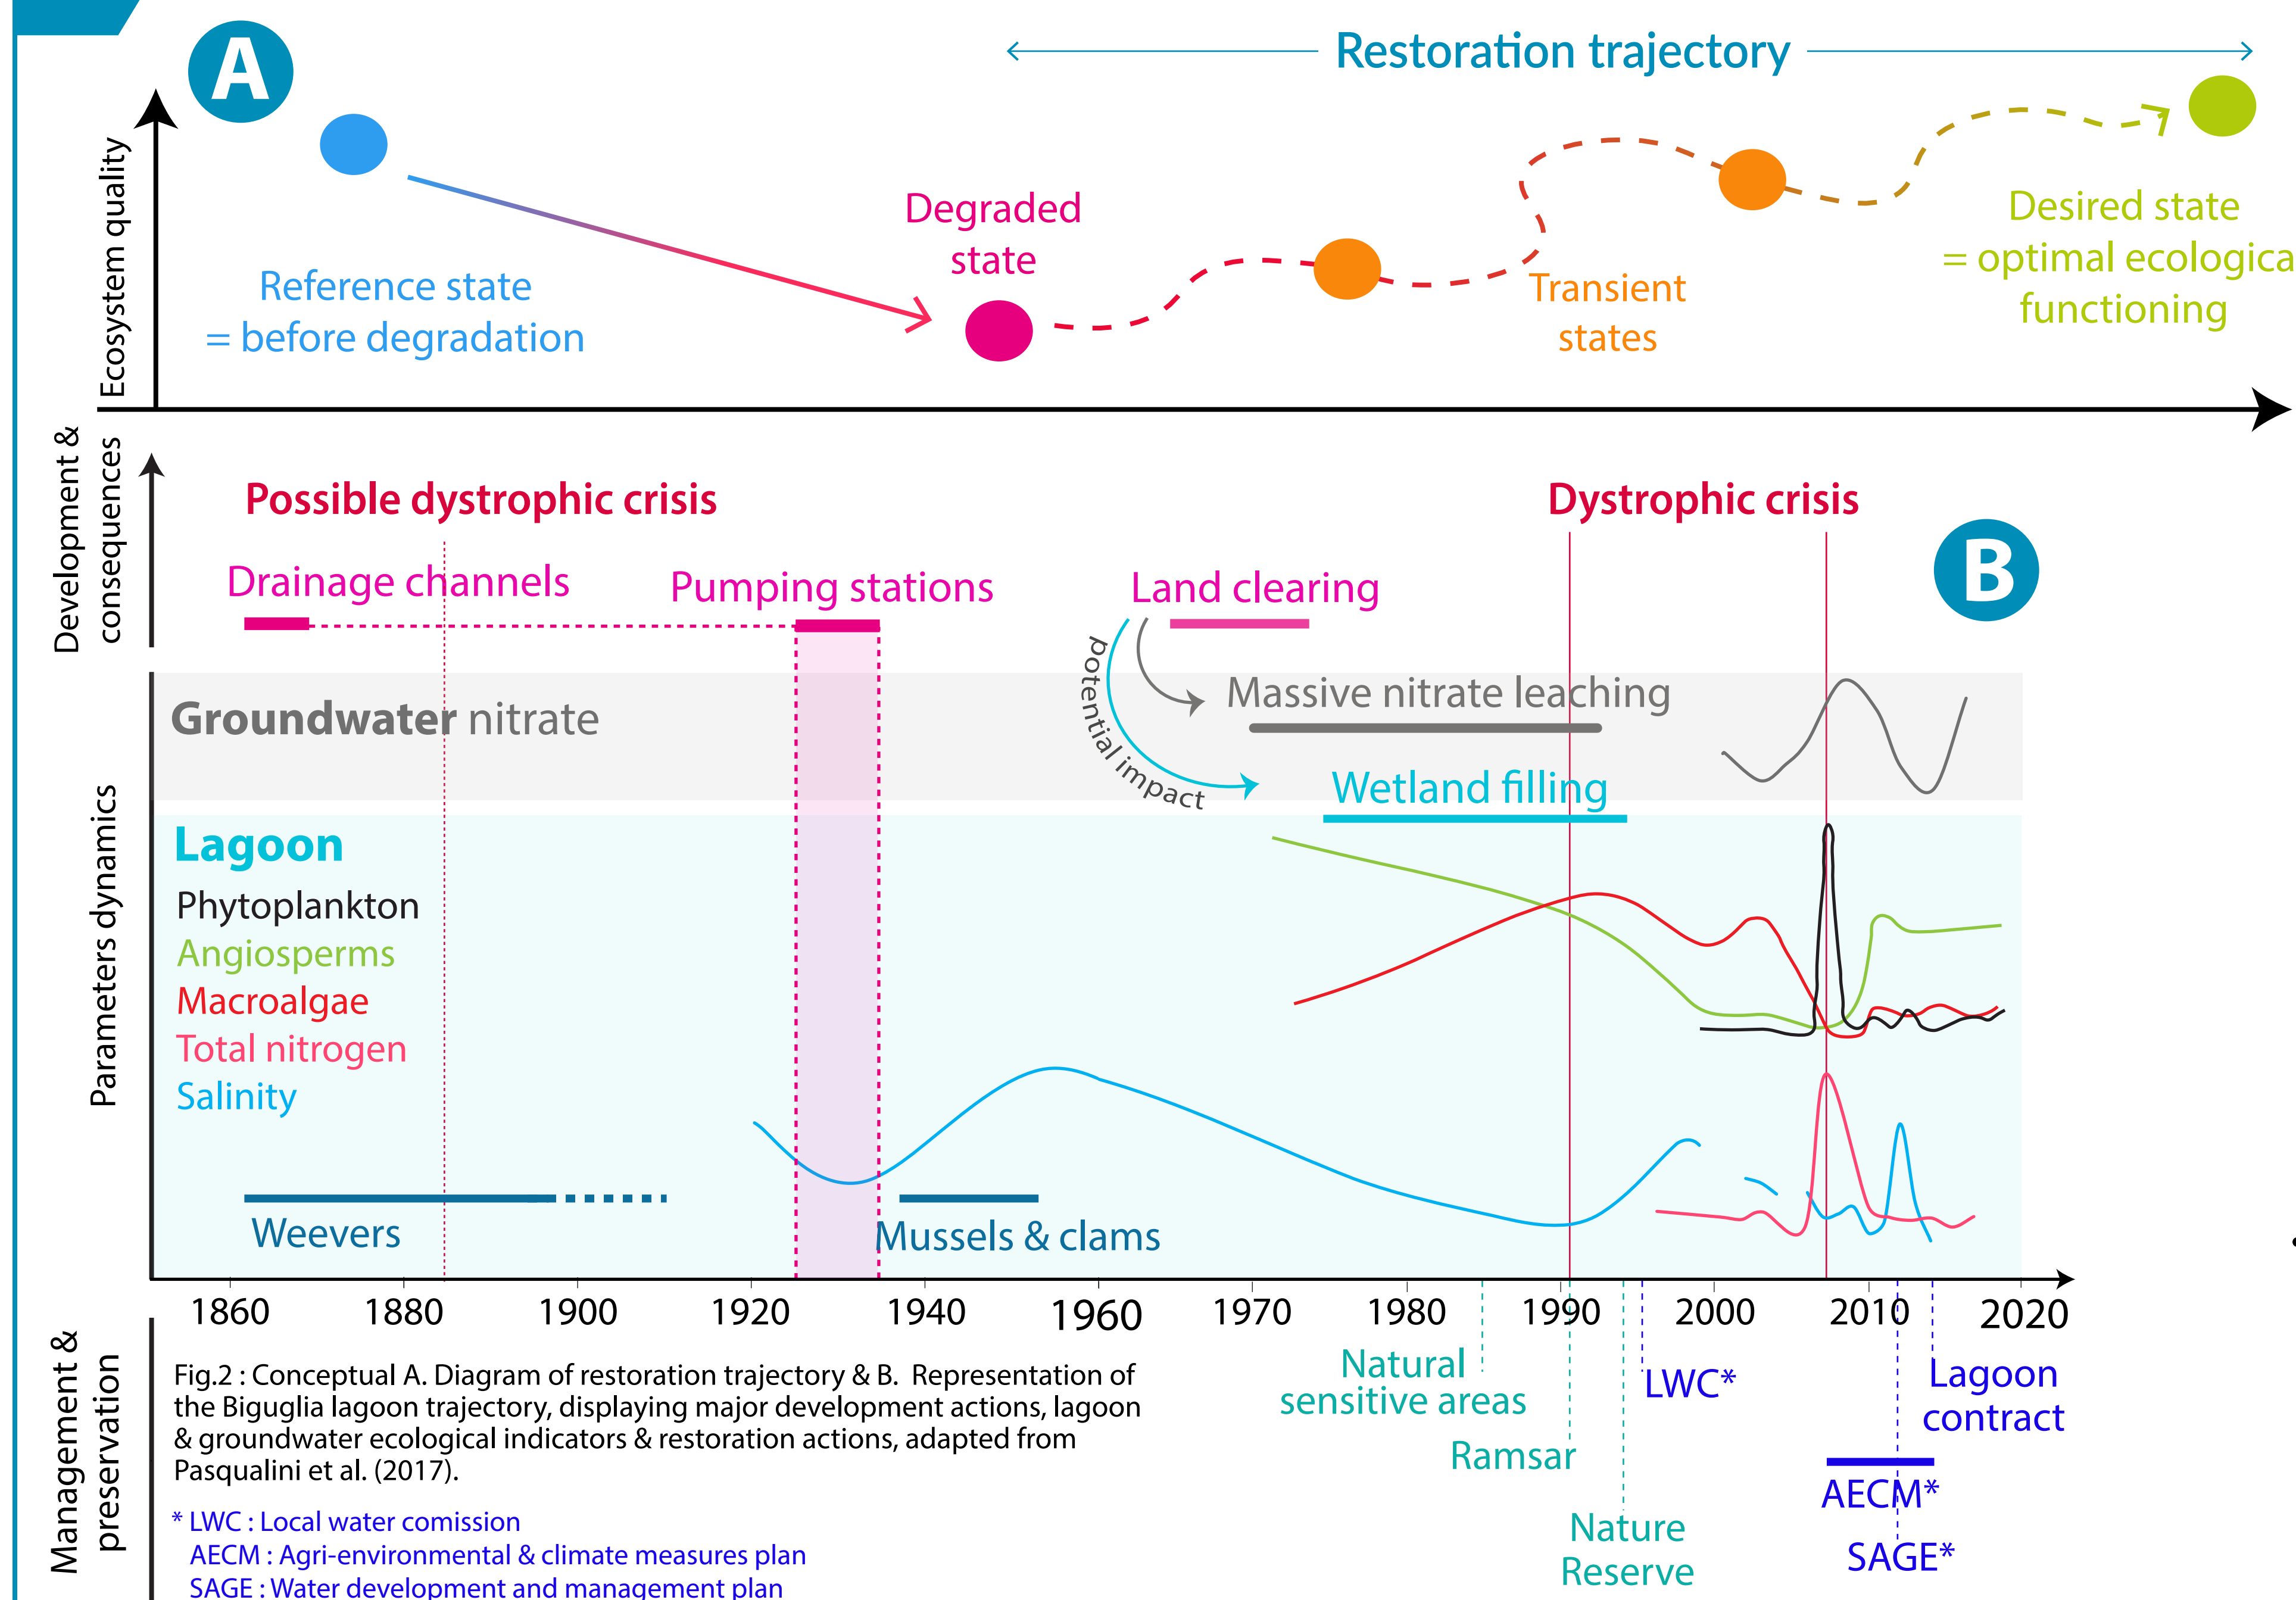 A
Restoration trajectory
Ecosystem quality
Reference state
= before degradation
Degraded
state
Transient
states
Desired state
= optimal ecologica
functioning
Development &
consequences
Possible dystrophic crisis
Dystrophic crisis
B
Drainage channels
Pumping stations
Land clearing
potential impact
Groundwater nitrate
Massive nitrate leaching
Wetland filling
Parameters dynamics
Lagoon
Phytoplankton
Angiosperms
Macroalgae
Total nitrogen
Salinity
Weevers
Mussels & clams
1860 1880 1900 1920 1940 1960 1970 1980 1990 2000 2010 2020
Management &
preservation
Natural
sensitive areas
Ramsar
Nature
Reserve
LWC*
Lagoon
contract
AECM*
SAGE*
Fig.2 : Conceptual A. Diagram of restoration trajectory & B. Representation of
the Biguglia lagoon trajectory, displaying major development actions, lagoon
& groundwater ecological indicators & restoration actions, adapted from
Pasqualini et al. (2017).
* LWC : Local water comission
AECM : Agri-environmental & climate measures plan
SAGE : Water development and management plan